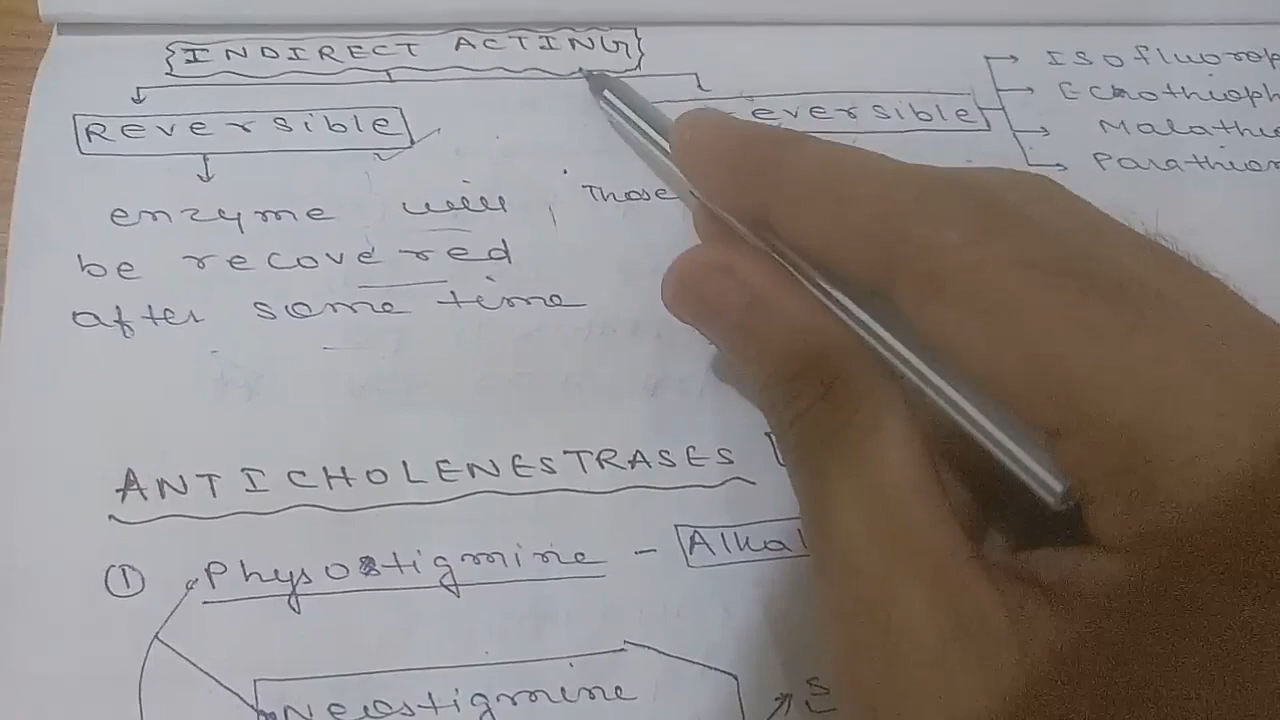 {INDIRECT ACTING}
Reversible
eversible
Isofluorop
Echothioph
Malathi
Parathion
enzyme will
Those
be recovered
after some time
ANTICHOLENESTRASES [
① Physostigmine - Alkal
Neostigmine